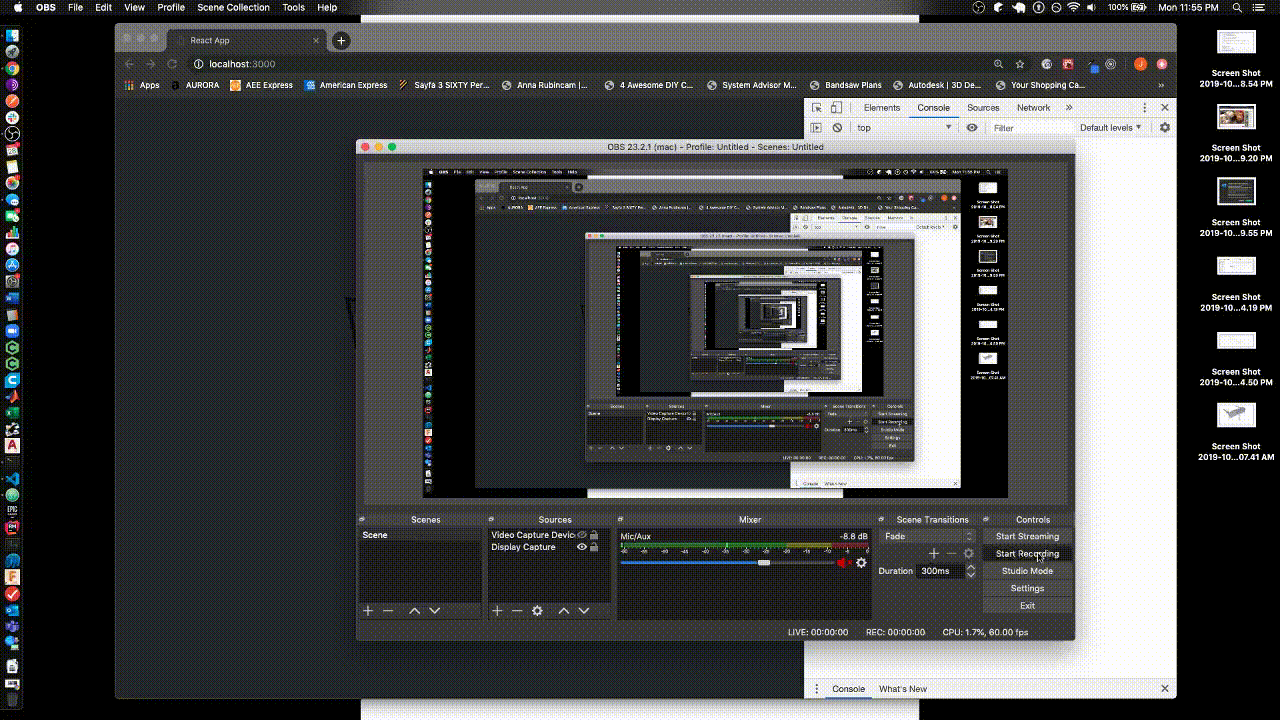 OBS File Edit View Profile Scene Collection Tools Help 100% Mon 11:55 PM
React App
localhost:3000
Apps AURORA AEE Express American Express Sayfa 3 SIXTY Per... Anna Rubincam |... 4 Awesome DIY C... System Advisor M... Bandsaw Plans Autodesk | 3D De... Your Shopping Ca... »
Elements Console Sources Network »
top Filter Default levels ▼
OBS 23.2.1 (mac) - Profile: Untitled - Scenes: Untitled
Scenes Sources Mixer Scene Transitions Controls
Scene
Video Capture Devic
Display Capture
Mic/Aux -8.8 dB
Fade
Duration 300ms
Start Streaming
Start Recording
Studio Mode
Settings
Exit
LIVE: 00:00:00 REC: 00:00:00 CPU: 1.7%, 60.00 fps
Console What's New
Screen Shot
2019-10...8.54 PM
Screen Shot
2019-10...9.20 PM
Screen Shot
2019-10...9.55 PM
Screen Shot
2019-10...4.19 PM
Screen Shot
2019-10...4.50 PM
Screen Shot
2019-10...07.41 AM